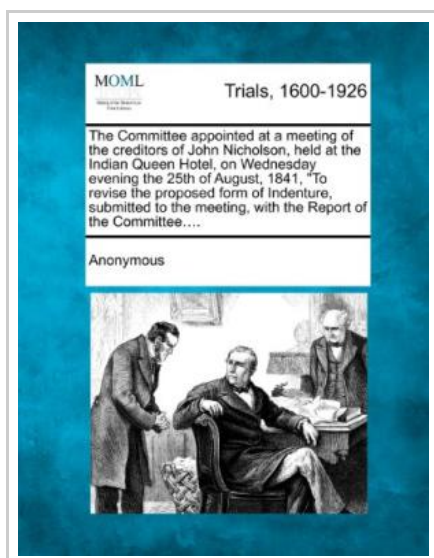 MOML
Trials, 1600-1926
The Committee appointed at a meeting of
the creditors of John Nicholson, held at the
Indian Queen Hotel, on Wednesday
evening the 25th of August, 1841, "To
revise the proposed form of Indenture,
submitted to the meeting, with the Report of
the Committee....
Anonymous